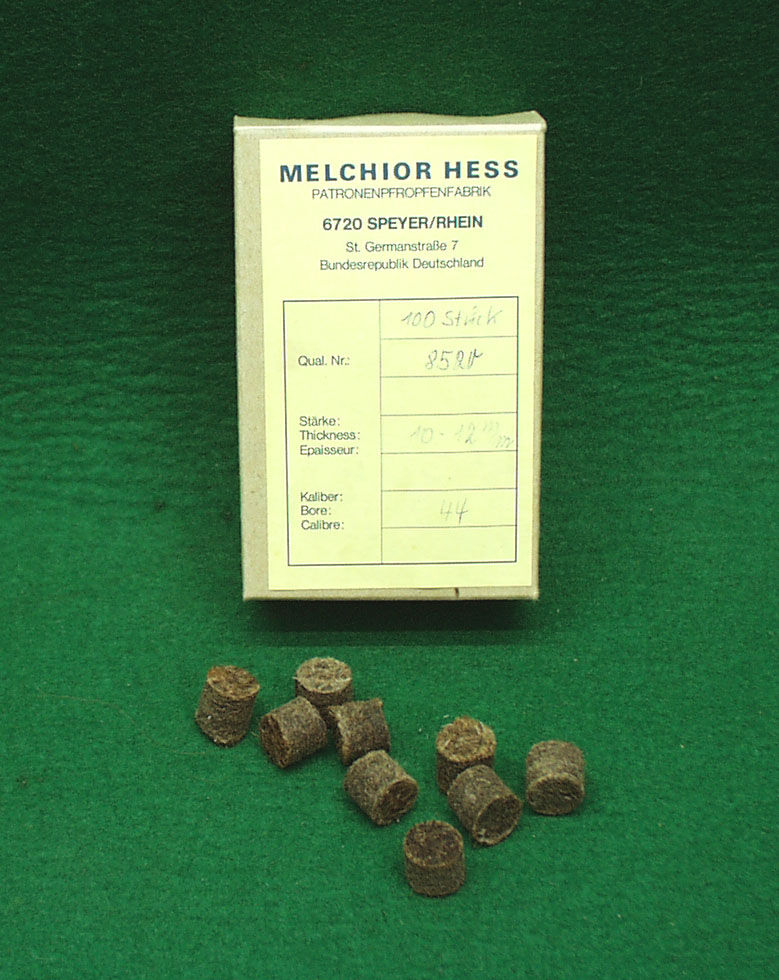 MELCHIOR HESS
PATRONENPFROPFENFABRIK
6720 SPEYER/RHEIN
St. Germanstraße 7
Bundesrepublik Deutschland
100 Stück
Qual. Nr.:
Stärke:
Thickness: 10-12 m/m
Epaisseur:
Kaliber:
Bore: 44
Calibre: